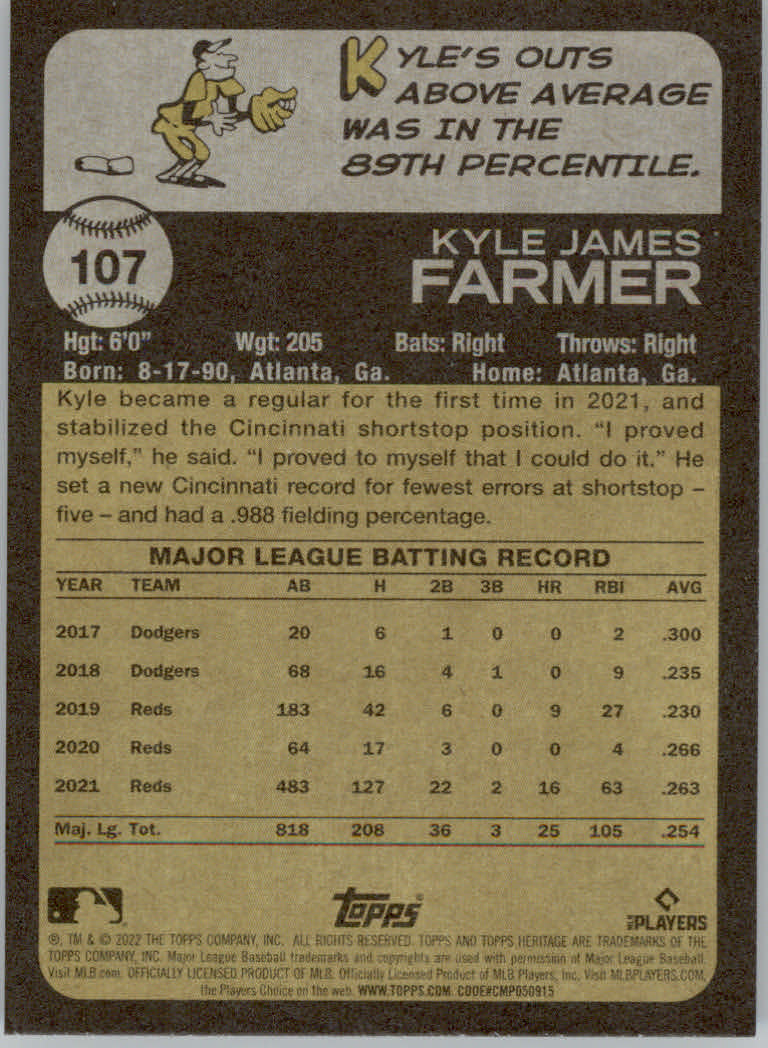 KYLE'S OUTS
ABOVE AVERAGE
WAS IN THE
89TH PERCENTILE.
107
KYLE JAMES
FARMER
Hgt: 6'0" Wgt: 205 Bats: Right Throws: Right
Born: 8-17-90, Atlanta, Ga. Home: Atlanta, Ga.
Kyle became a regular for the first time in 2021, and
stabilized the Cincinnati shortstop position. “I proved
myself,” he said. “I proved to myself that I could do it.” He
set a new Cincinnati record for fewest errors at shortstop –
five – and had a .988 fielding percentage.
MAJOR LEAGUE BATTING RECORD
YEAR TEAM AB H 2B 3B HR RBI AVG
2017 Dodgers 20 6 1 0 0 2 .300
2018 Dodgers 68 16 4 1 0 9 .235
2019 Reds 183 42 6 0 9 27 .230
2020 Reds 64 17 3 0 0 4 .266
2021 Reds 483 127 22 2 16 63 .263
Maj. Lg. Tot. 818 208 36 3 25 105 .254
topps
MLB PLAYERS
®, TM & © 2022 THE TOPPS COMPANY, INC. ALL RIGHTS RESERVED. TOPPS AND TOPPS HERITAGE ARE TRADEMARKS OF THE
TOPPS COMPANY, INC. Major League Baseball trademarks and copyrights are used with permission of Major League Baseball.
Visit MLB.com. OFFICIALLY LICENSED PRODUCT OF MLB. Officially Licensed Product of MLB Players, Inc. Visit MLBPLAYERS.COM,
the Players Choice on the web. WWW.TOPPS.COM. CODE#CMP050915